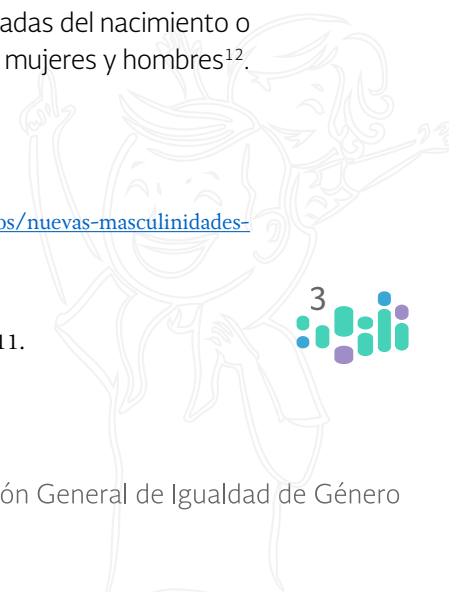 adas del nacimiento o
mujeres y hombres¹².
os/nuevas-masculinidades-
3
11.
ón General de Igualdad de Género